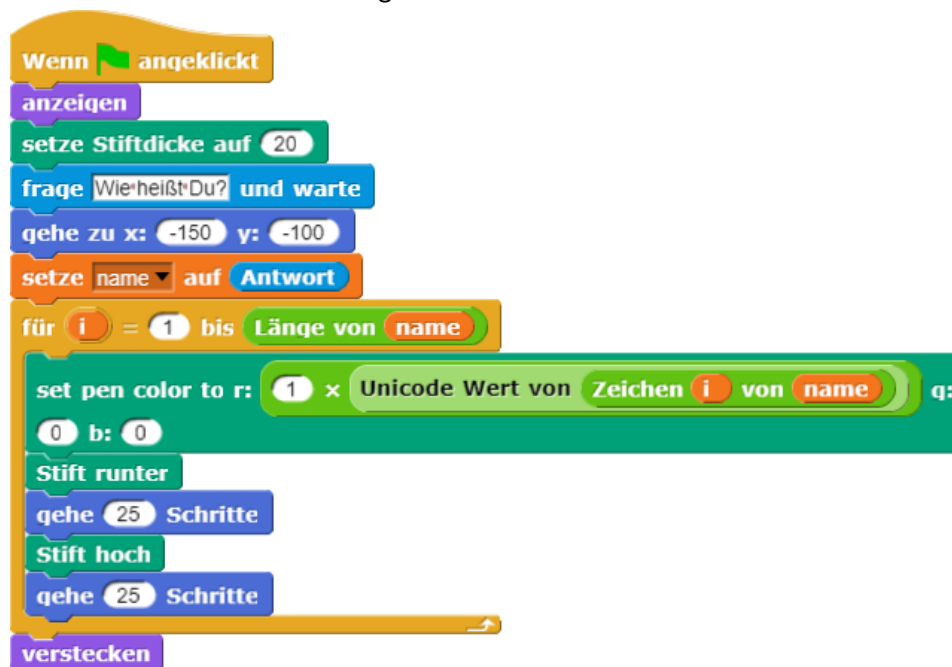 Wenn angeklickt
anzeigen
setze Stiftdicke auf 20
frage Wie heißt Du? und warte
gehe zu x: -150 y: -100
setze name auf Antwort
für i = 1 bis Länge von name
set pen color to r: 1 x Unicode Wert von Zeichen i von name g:
0 b: 0
Stift runter
gehe 25 Schritte
Stift hoch
gehe 25 Schritte
verstecken